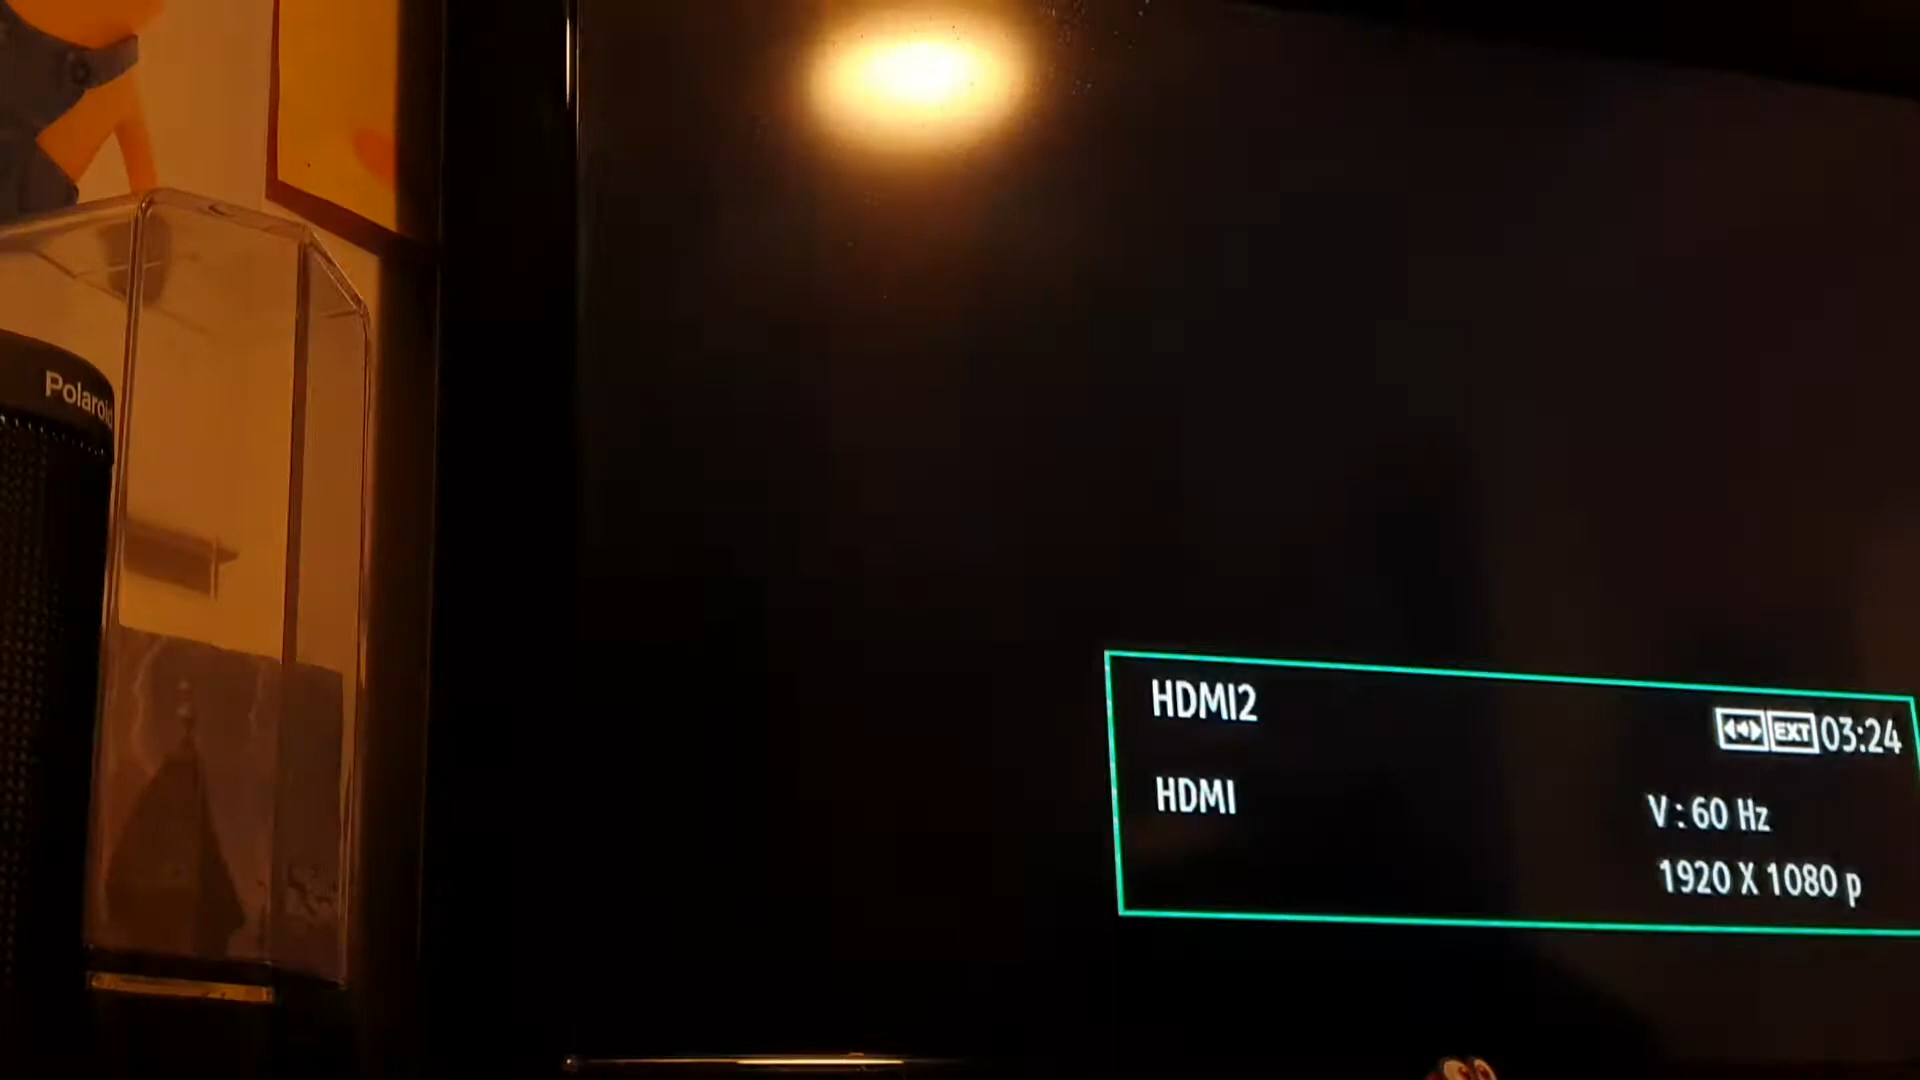 Polaroid
HDMI2
EXT 03:24
HDMI
V : 60 Hz
1920 X 1080 p